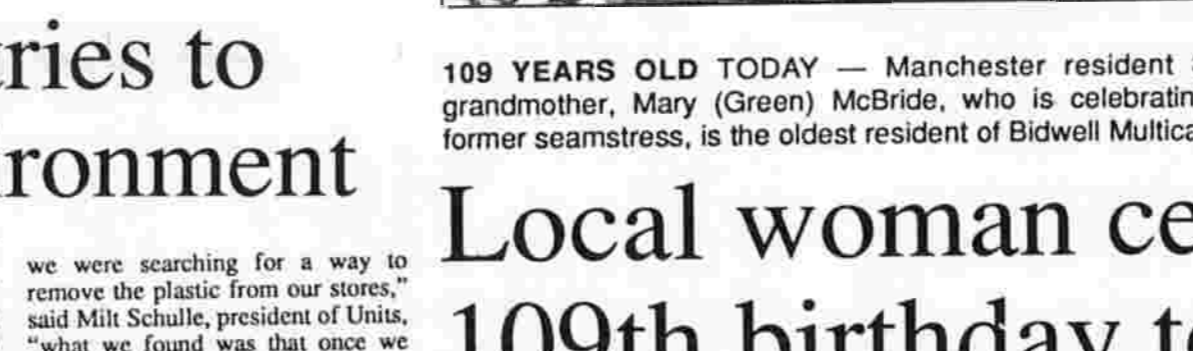 ries to
ronment
we were searching for a way to
remove the plastic from our stores,"
said Milt Schulle, president of Units,
"what we found was that once we
109 YEARS OLD TODAY — Manchester resident
grandmother, Mary (Green) McBride, who is celebratin
former seamstress, is the oldest resident of Bidwell Multica
Local woman ce
109th birthday to